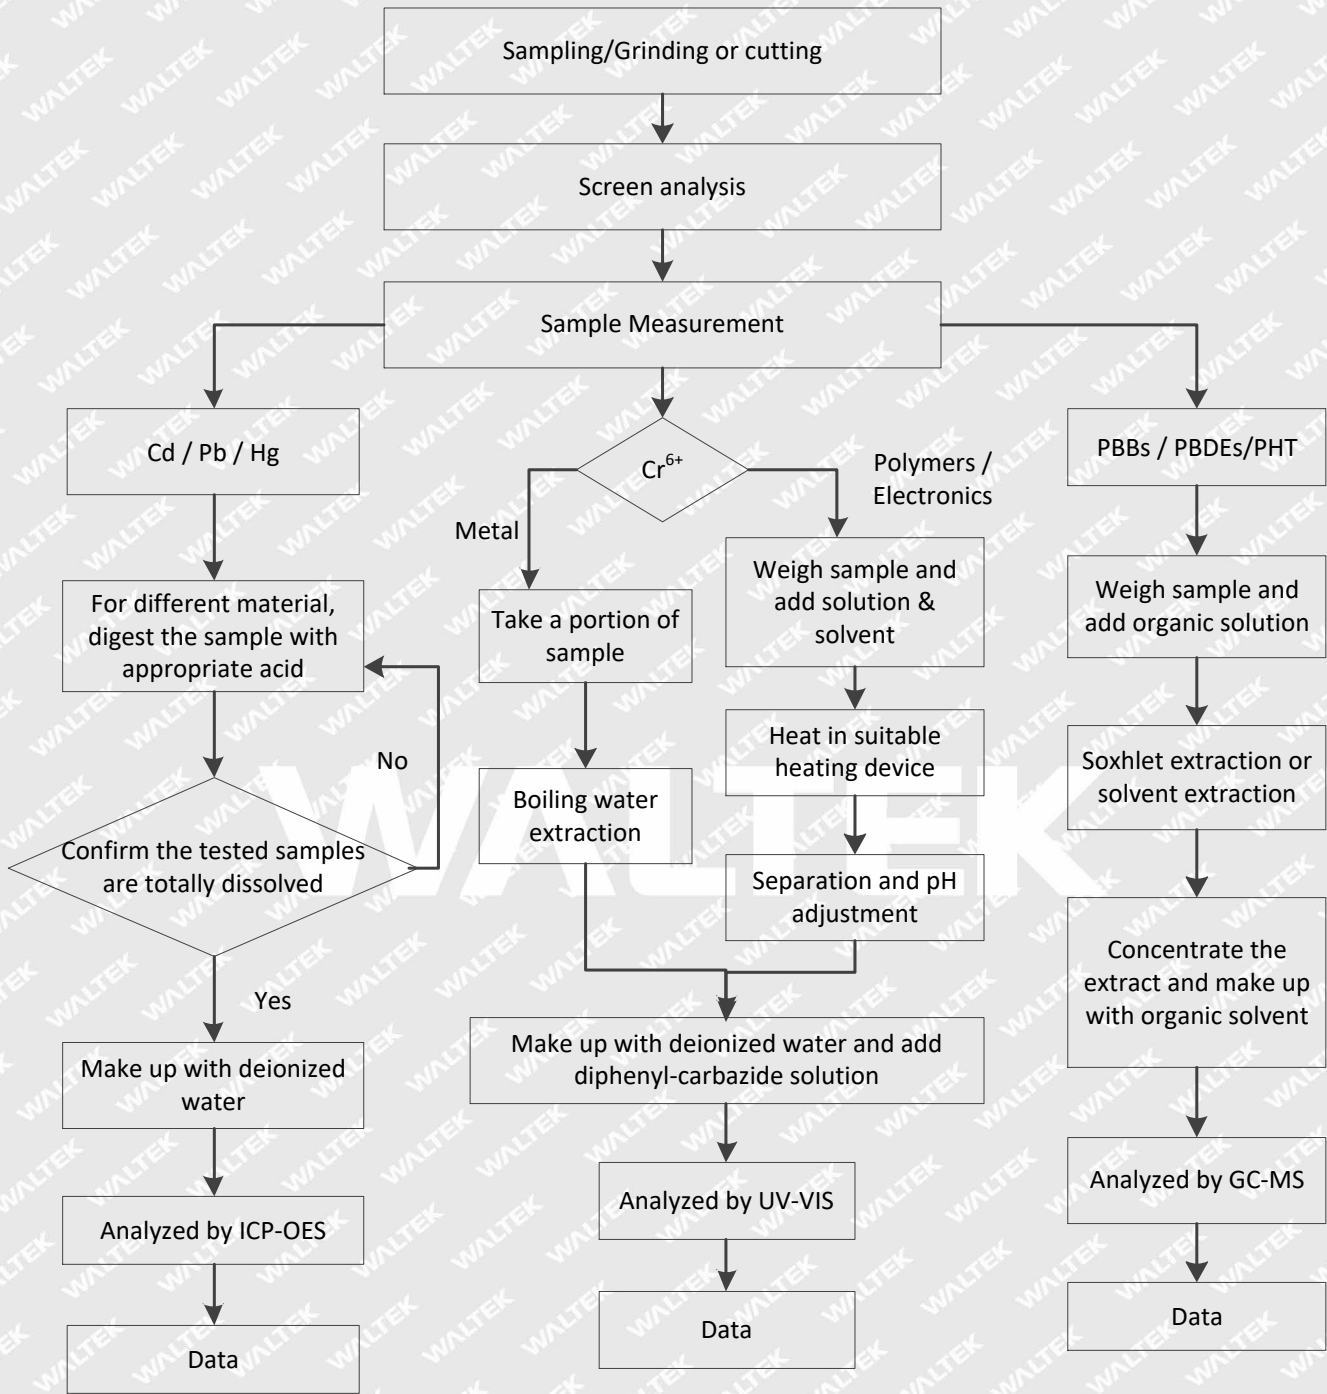 Sampling/Grinding or cutting
Screen analysis
Sample Measurement
Cd / Pb / Hg
For different material,
digest the sample with
appropriate acid
No
Confirm the tested samples
are totally dissolved
Yes
Make up with deionized
water
Analyzed by ICP-OES
Data
Cr6+
Metal
Take a portion of
sample
Boiling water
extraction
Polymers /
Electronics
Weigh sample and
add solution &
solvent
Heat in suitable
heating device
Separation and pH
adjustment
Make up with deionized water and add
diphenyl-carbazide solution
Analyzed by UV-VIS
Data
PBBs / PBDEs/PHT
Weigh sample and
add organic solution
Soxhlet extraction or
solvent extraction
Concentrate the
extract and make up
with organic solvent
Analyzed by GC-MS
Data
WALTEK